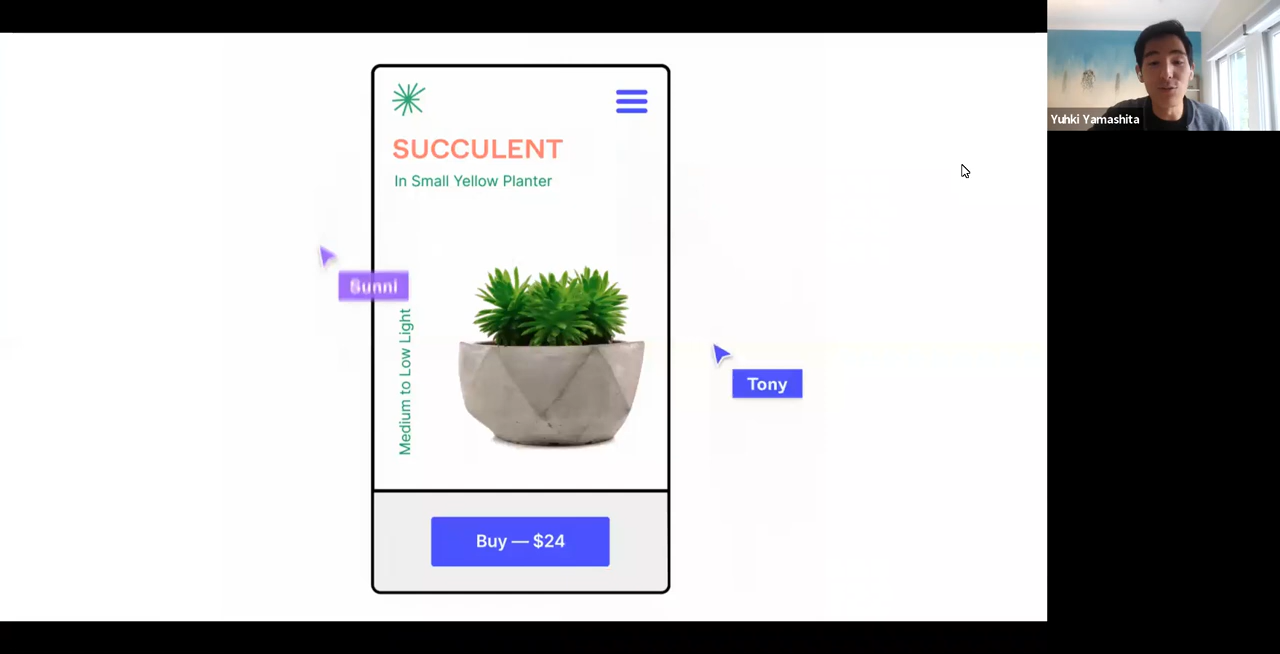 SUCCULENT
In Small Yellow Planter
Sunni
Medium to Low Light
Tony
Buy — $24
Yuhki Yamashita